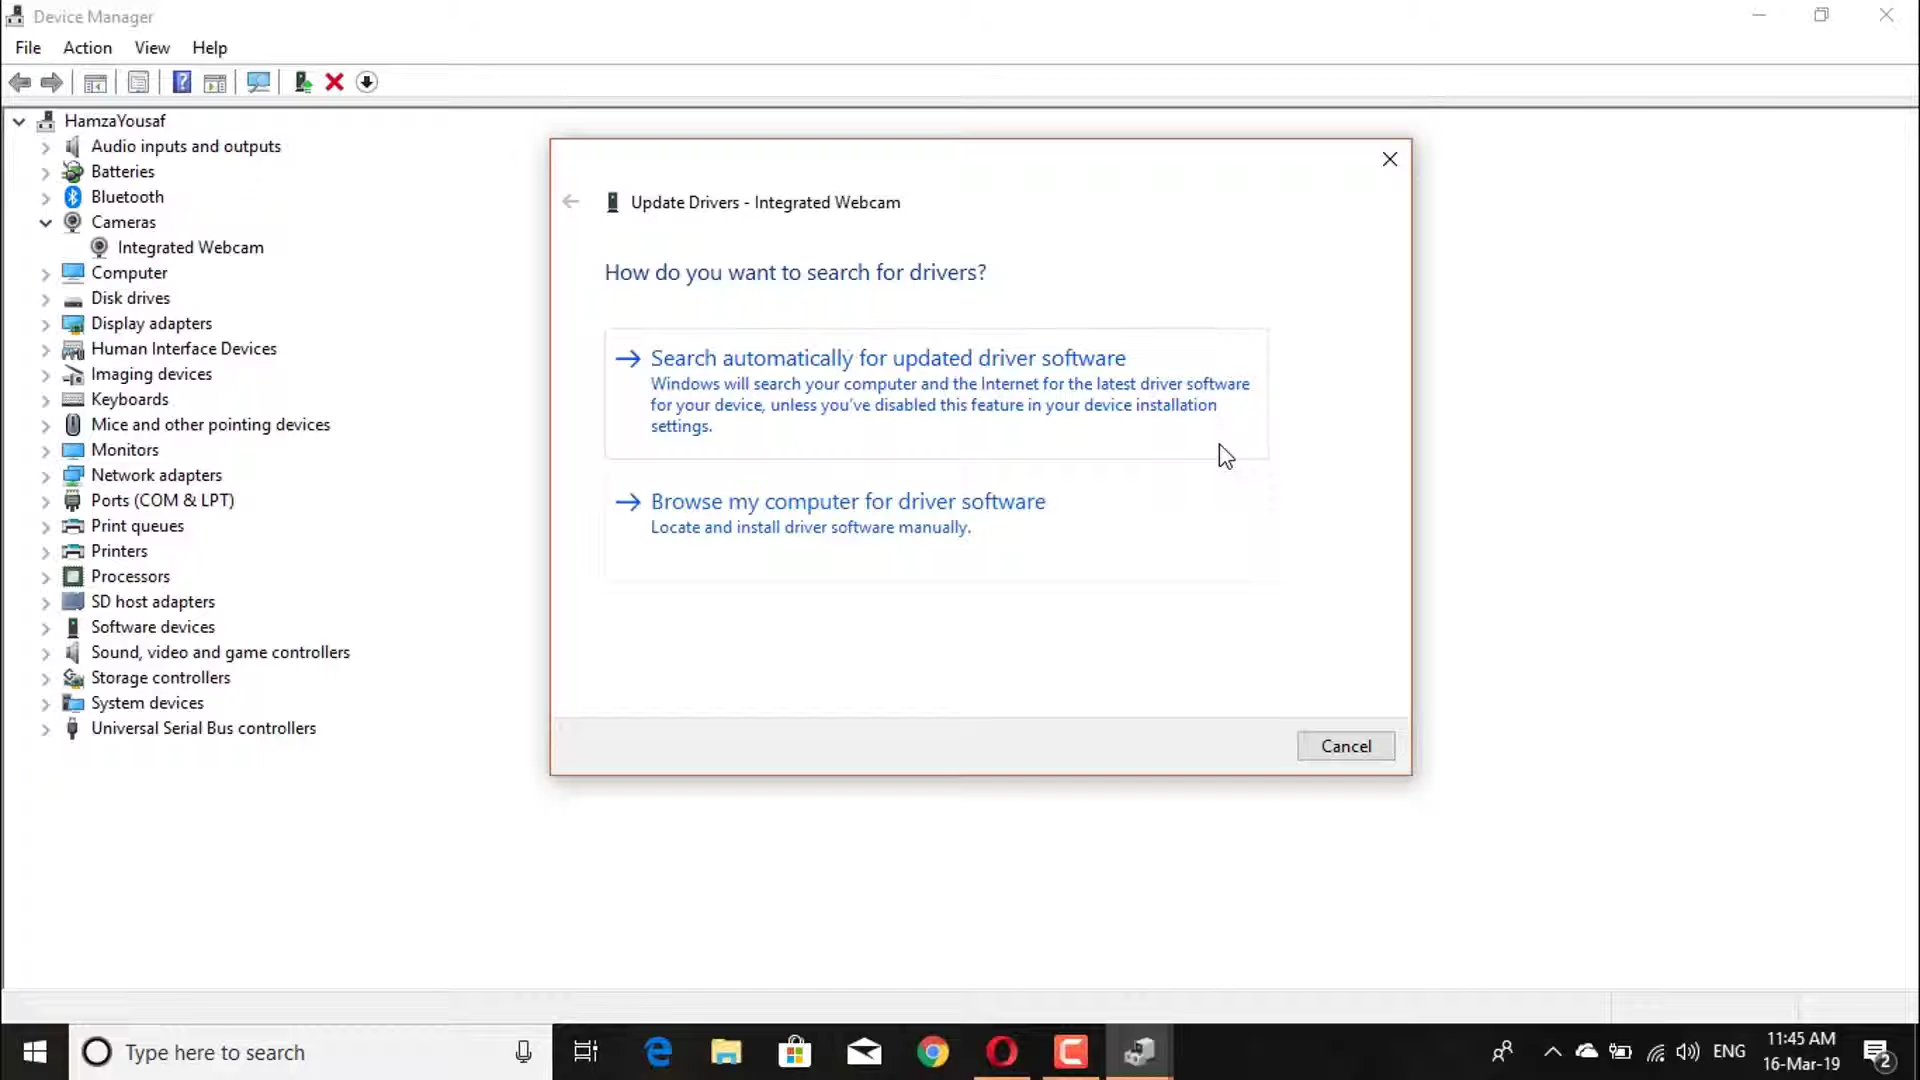 Device Manager
File Action View Help
HamzaYousaf
Audio inputs and outputs
Batteries
Bluetooth
Cameras
Integrated Webcam
Computer
Disk drives
Display adapters
Human Interface Devices
Imaging devices
Keyboards
Mice and other pointing devices
Monitors
Network adapters
Ports (COM & LPT)
Print queues
Printers
Processors
SD host adapters
Software devices
Sound, video and game controllers
Storage controllers
System devices
Universal Serial Bus controllers
Update Drivers - Integrated Webcam
How do you want to search for drivers?
Search automatically for updated driver software
Windows will search your computer and the Internet for the latest driver software
for your device, unless you've disabled this feature in your device installation
settings.
Browse my computer for driver software
Locate and install driver software manually.
Cancel
Type here to search
ENG
11:45 AM
16-Mar-19
2